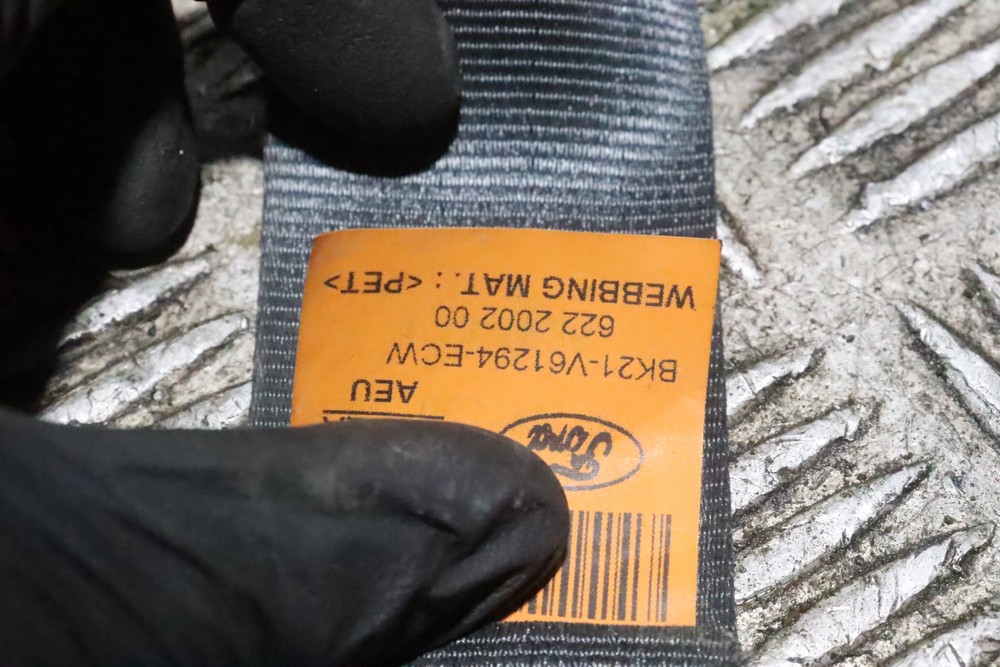 Ford
AEU
BK21-V61294-ECW
622 2002 00
WEBBING MAT. : <PET>